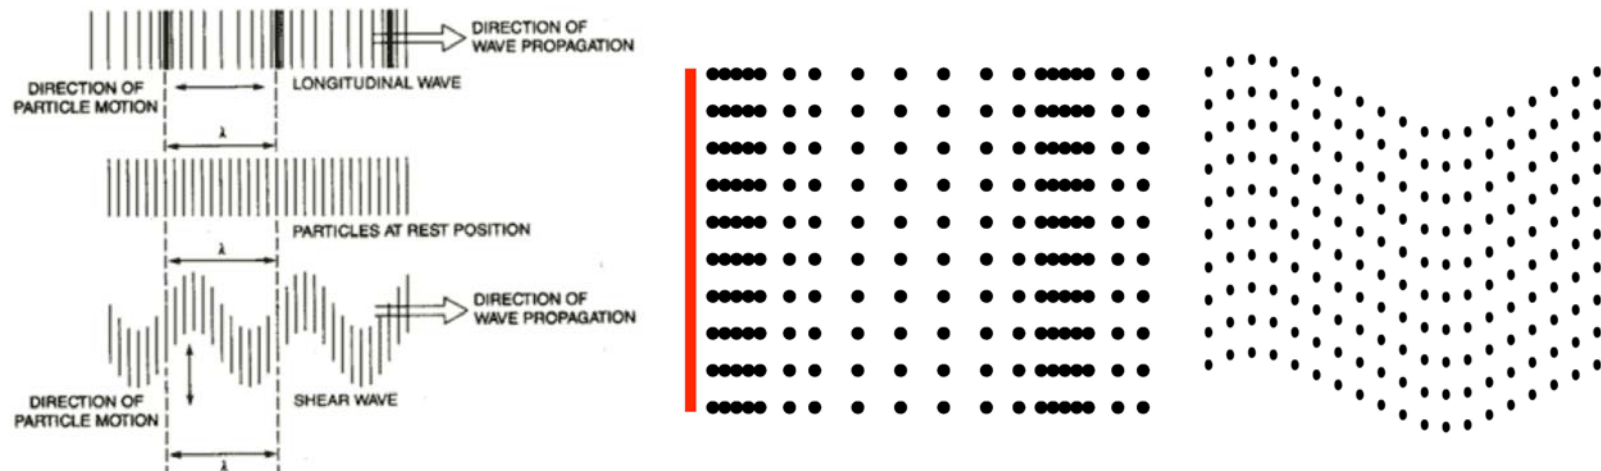 DIRECTION OF
WAVE PROPAGATION
DIRECTION OF
PARTICLE MOTION
LONGITUDINAL WAVE
λ
PARTICLES AT REST POSITION
λ
DIRECTION OF
WAVE PROPAGATION
DIRECTION OF
PARTICLE MOTION
SHEAR WAVE
λ